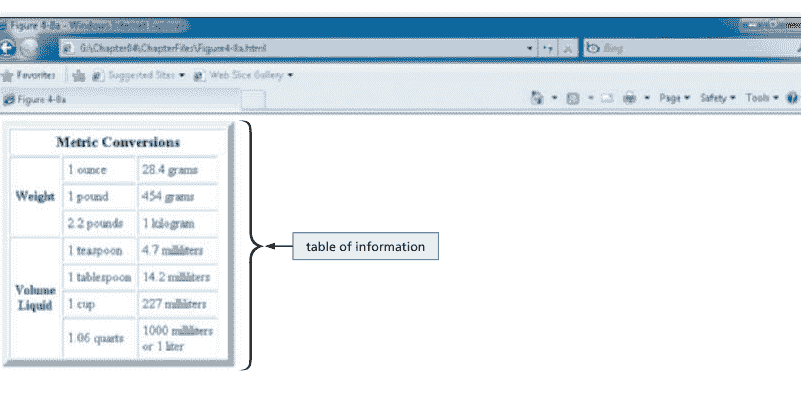 Figure 4-8a - Windows Internet Explorer
G:\Chapter04\ChapterFiles\Figure4-8a.html
Bing
Favorites Suggested Sites Web Slice Gallery
Figure 4-8a
Page Safety Tools
Metric Conversions
Weight
1 ounce 28.4 grams
1 pound 454 grams
2.2 pounds 1 kilogram
Volume
Liquid
1 teaspoon 4.7 milliliters
1 tablespoon 14.2 milliliters
1 cup 227 milliliters
1.06 quarts 1000 milliliters
or 1 liter
table of information